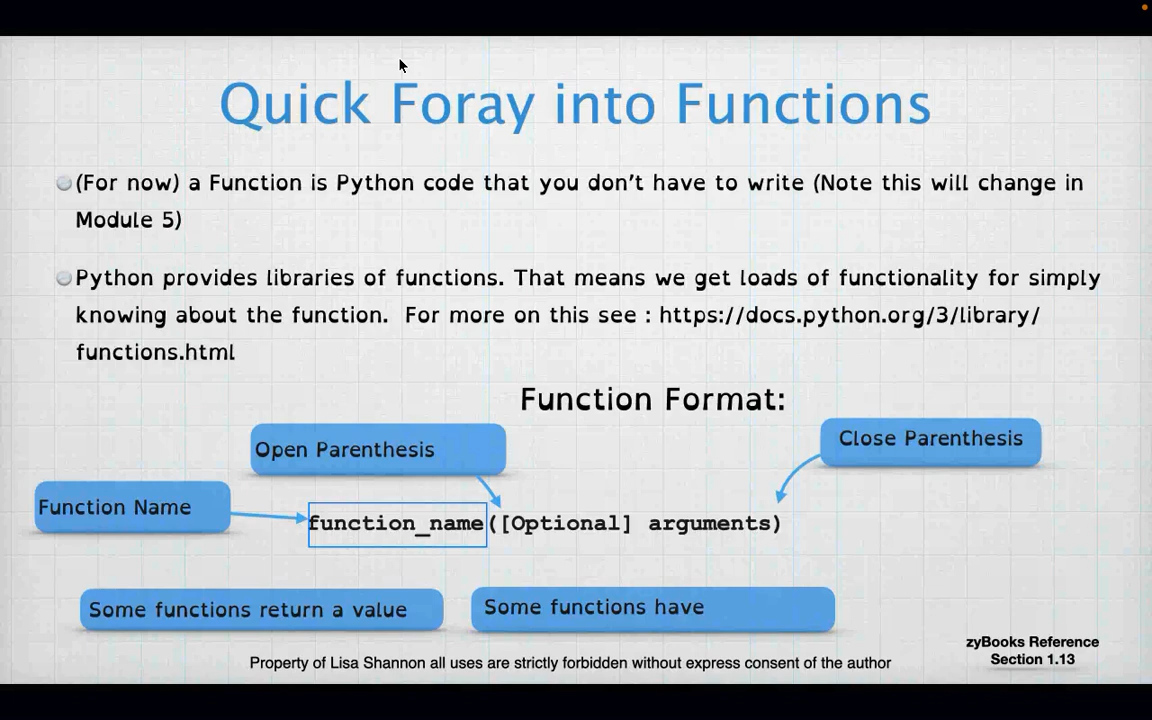 Quick Foray into Functions
(For now) a Function is Python code that you don't have to write (Note this will change in
Module 5)
Python provides libraries of functions. That means we get loads of functionality for simply
knowing about the function.  For more on this see : https://docs.python.org/3/library/
functions.html
Function Format:
Open Parenthesis
Close Parenthesis
Function Name
function_name([Optional] arguments)
Some functions return a value
Some functions have
zyBooks Reference
Section 1.13
Property of Lisa Shannon all uses are strictly forbidden without express consent of the author